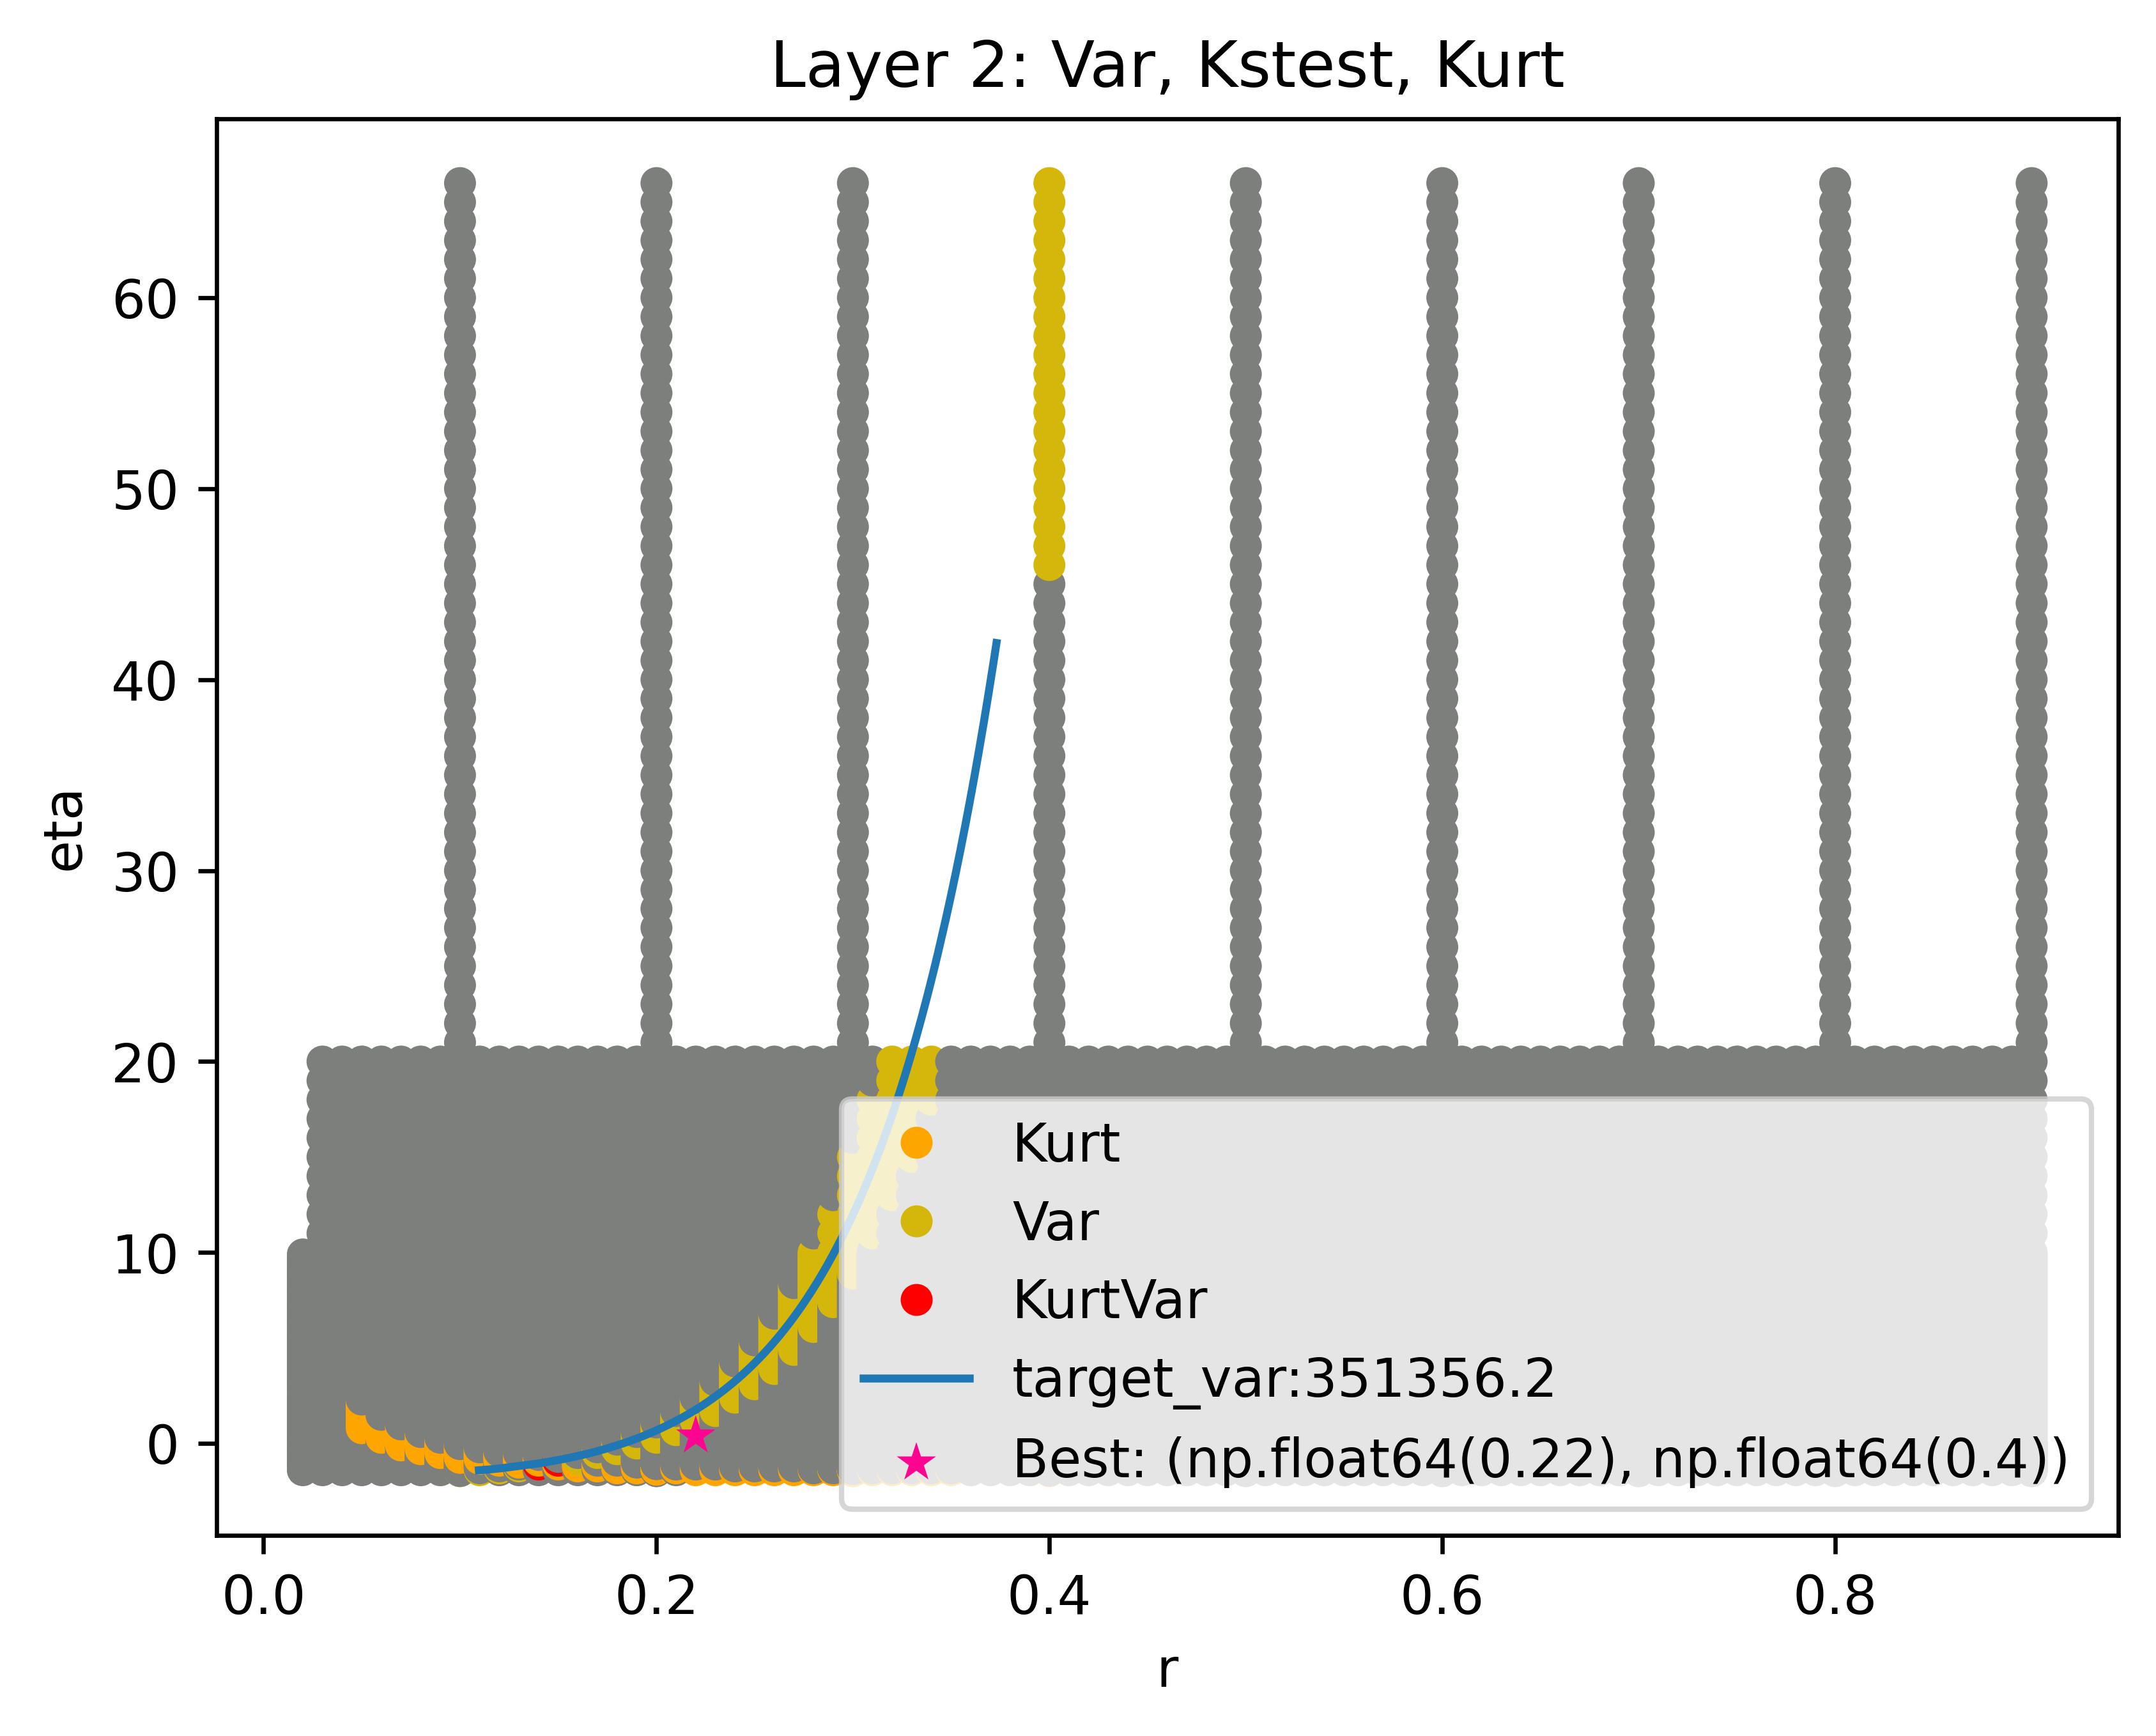 Layer 2: Var, Kstest, Kurt
60
50
40
30
20
10
0
eta
Kurt
Var
KurtVar
target_var:351356.2
Best: (np.float64(0.22), np.float64(0.4))
0.0 0.2 0.4 0.6 0.8
r